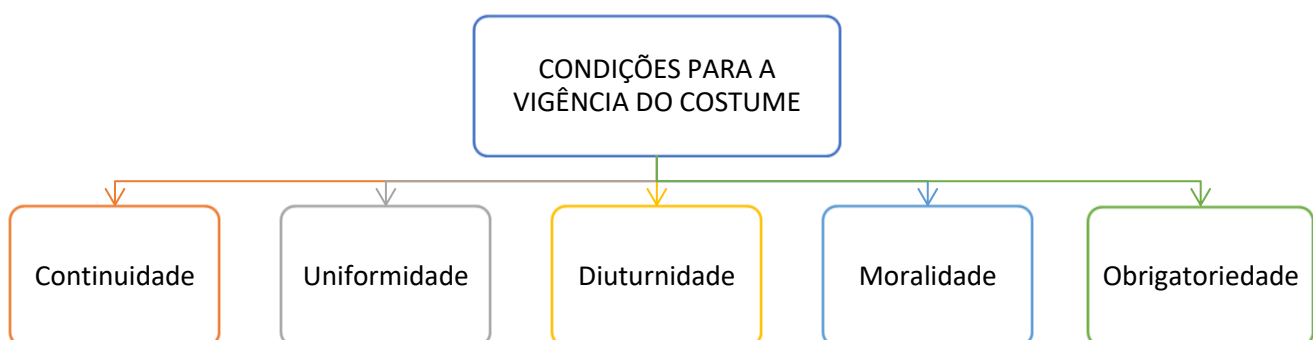 CONDIÇÕES PARA A
VIGÊNCIA DO COSTUME
Continuidade
Uniformidade
Diuturnidade
Moralidade
Obrigatoriedade